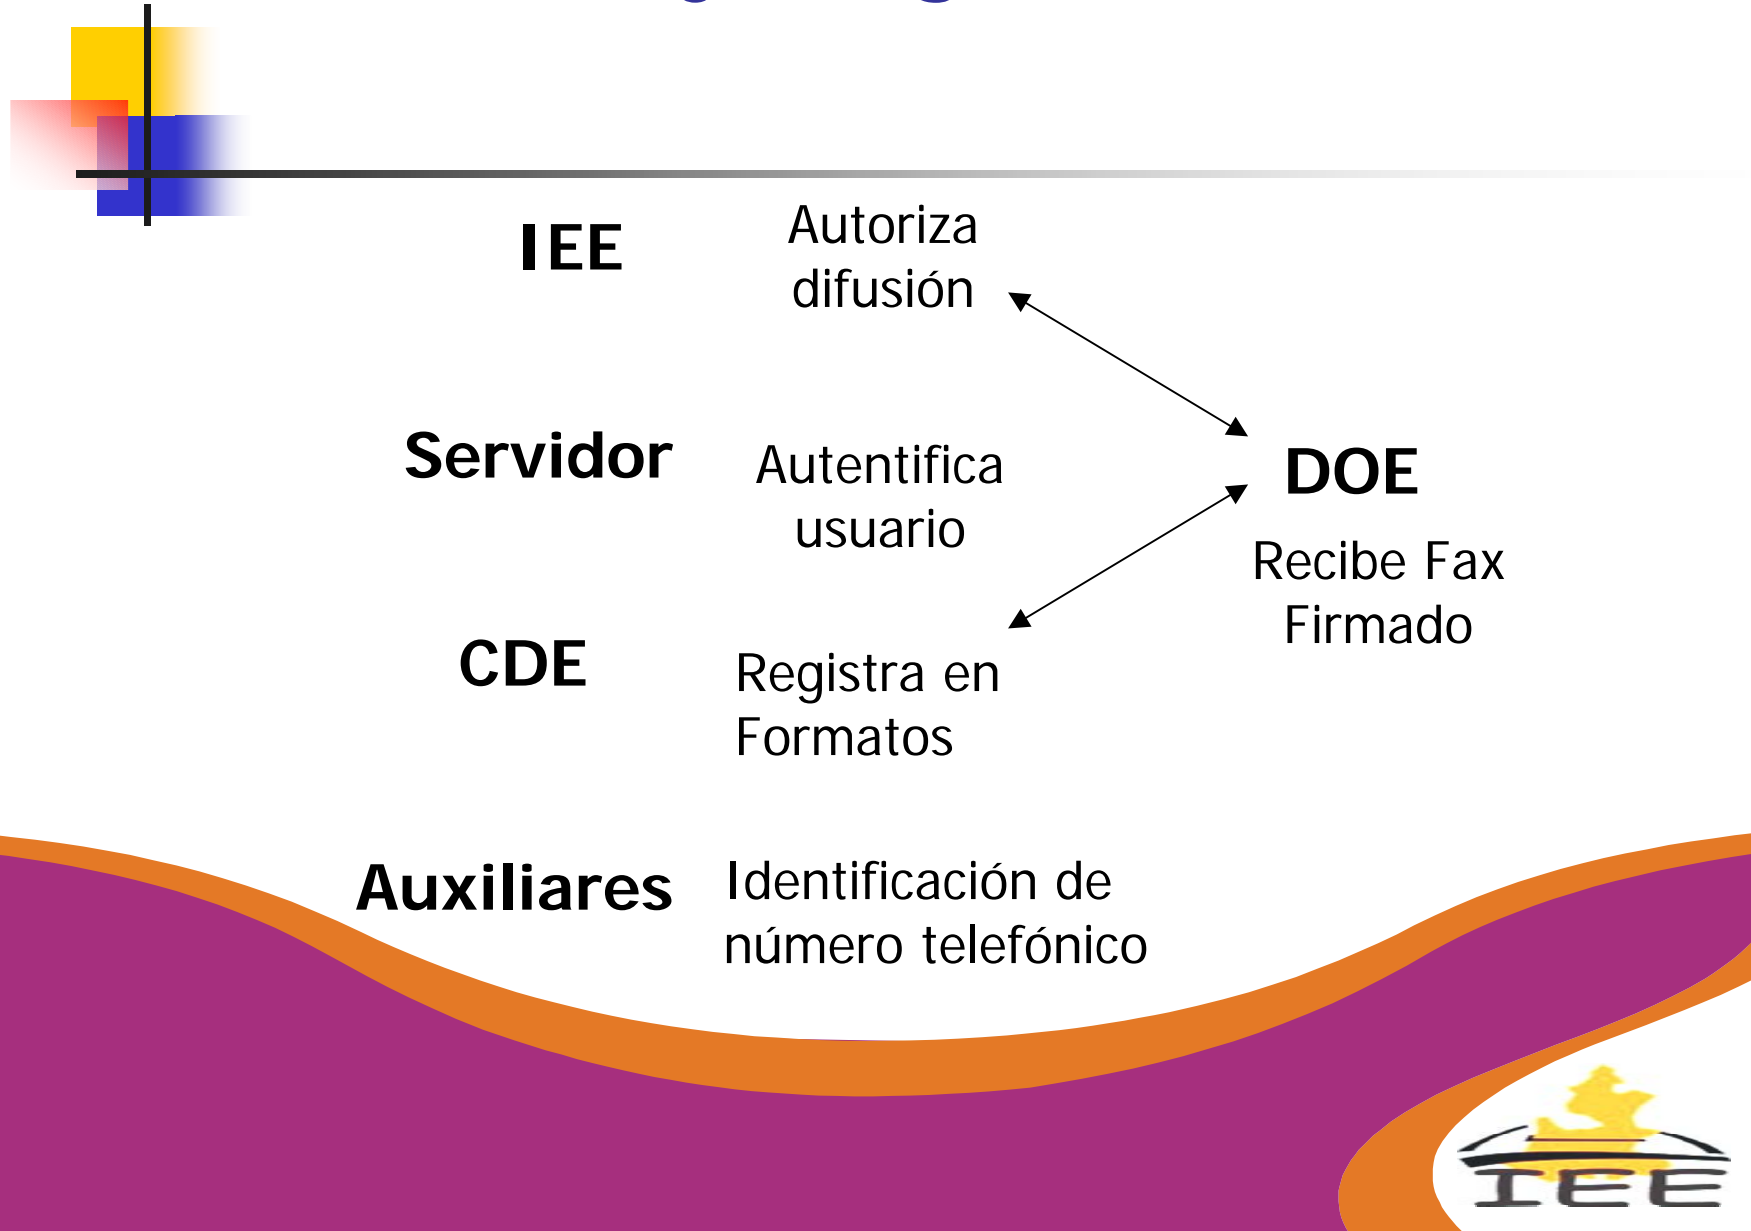 IEE
Autoriza
difusión
Servidor
Autentifica
usuario
DOE
Recibe Fax
Firmado
CDE
Registra en
Formatos
Auxiliares
Identificación de
número telefónico
IEE